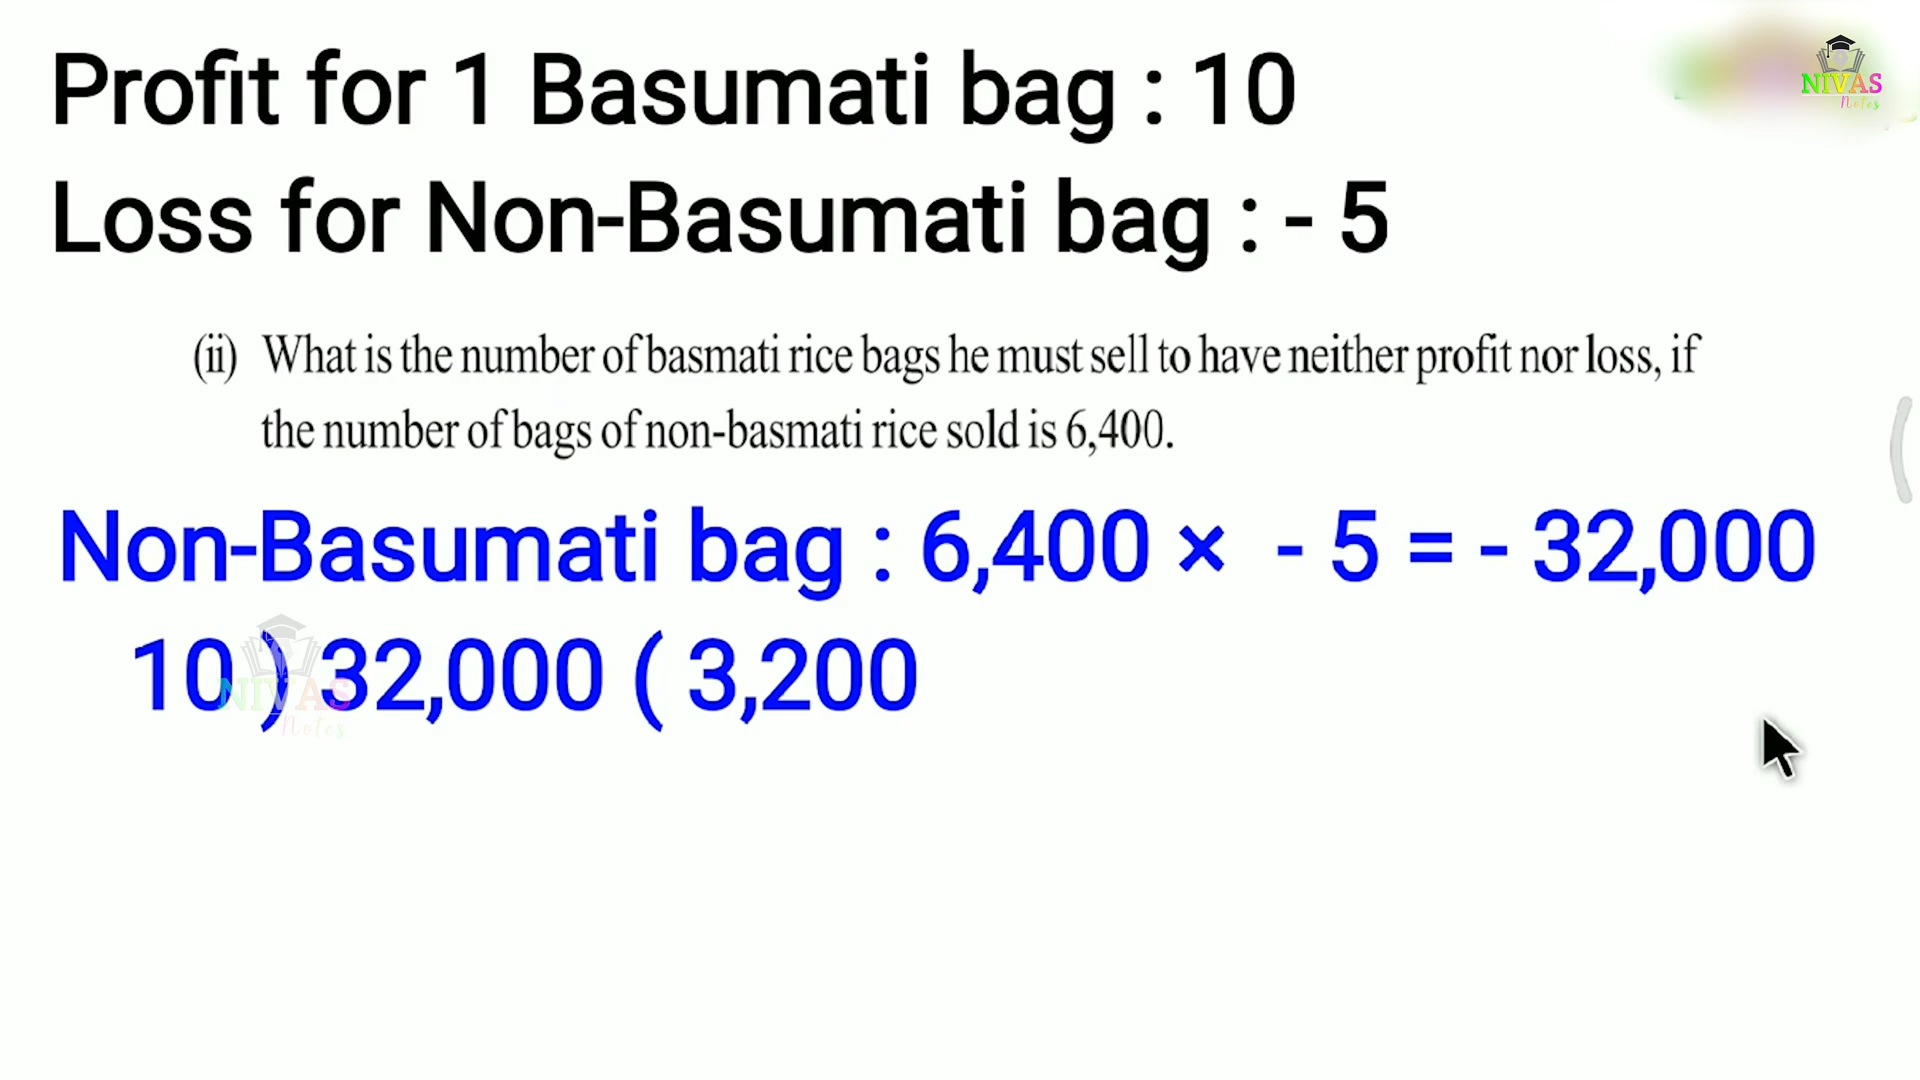 Profit for 1 Basumati bag : 10
NIVAS
Notes
Loss for Non-Basumati bag : - 5
(ii) What is the number of basmati rice bags he must sell to have neither profit nor loss, if
the number of bags of non-basmati rice sold is 6,400.
Non-Basumati bag : 6,400 × - 5 = - 32,000
10 ) 32,000 ( 3,200
NIVAS
Notes